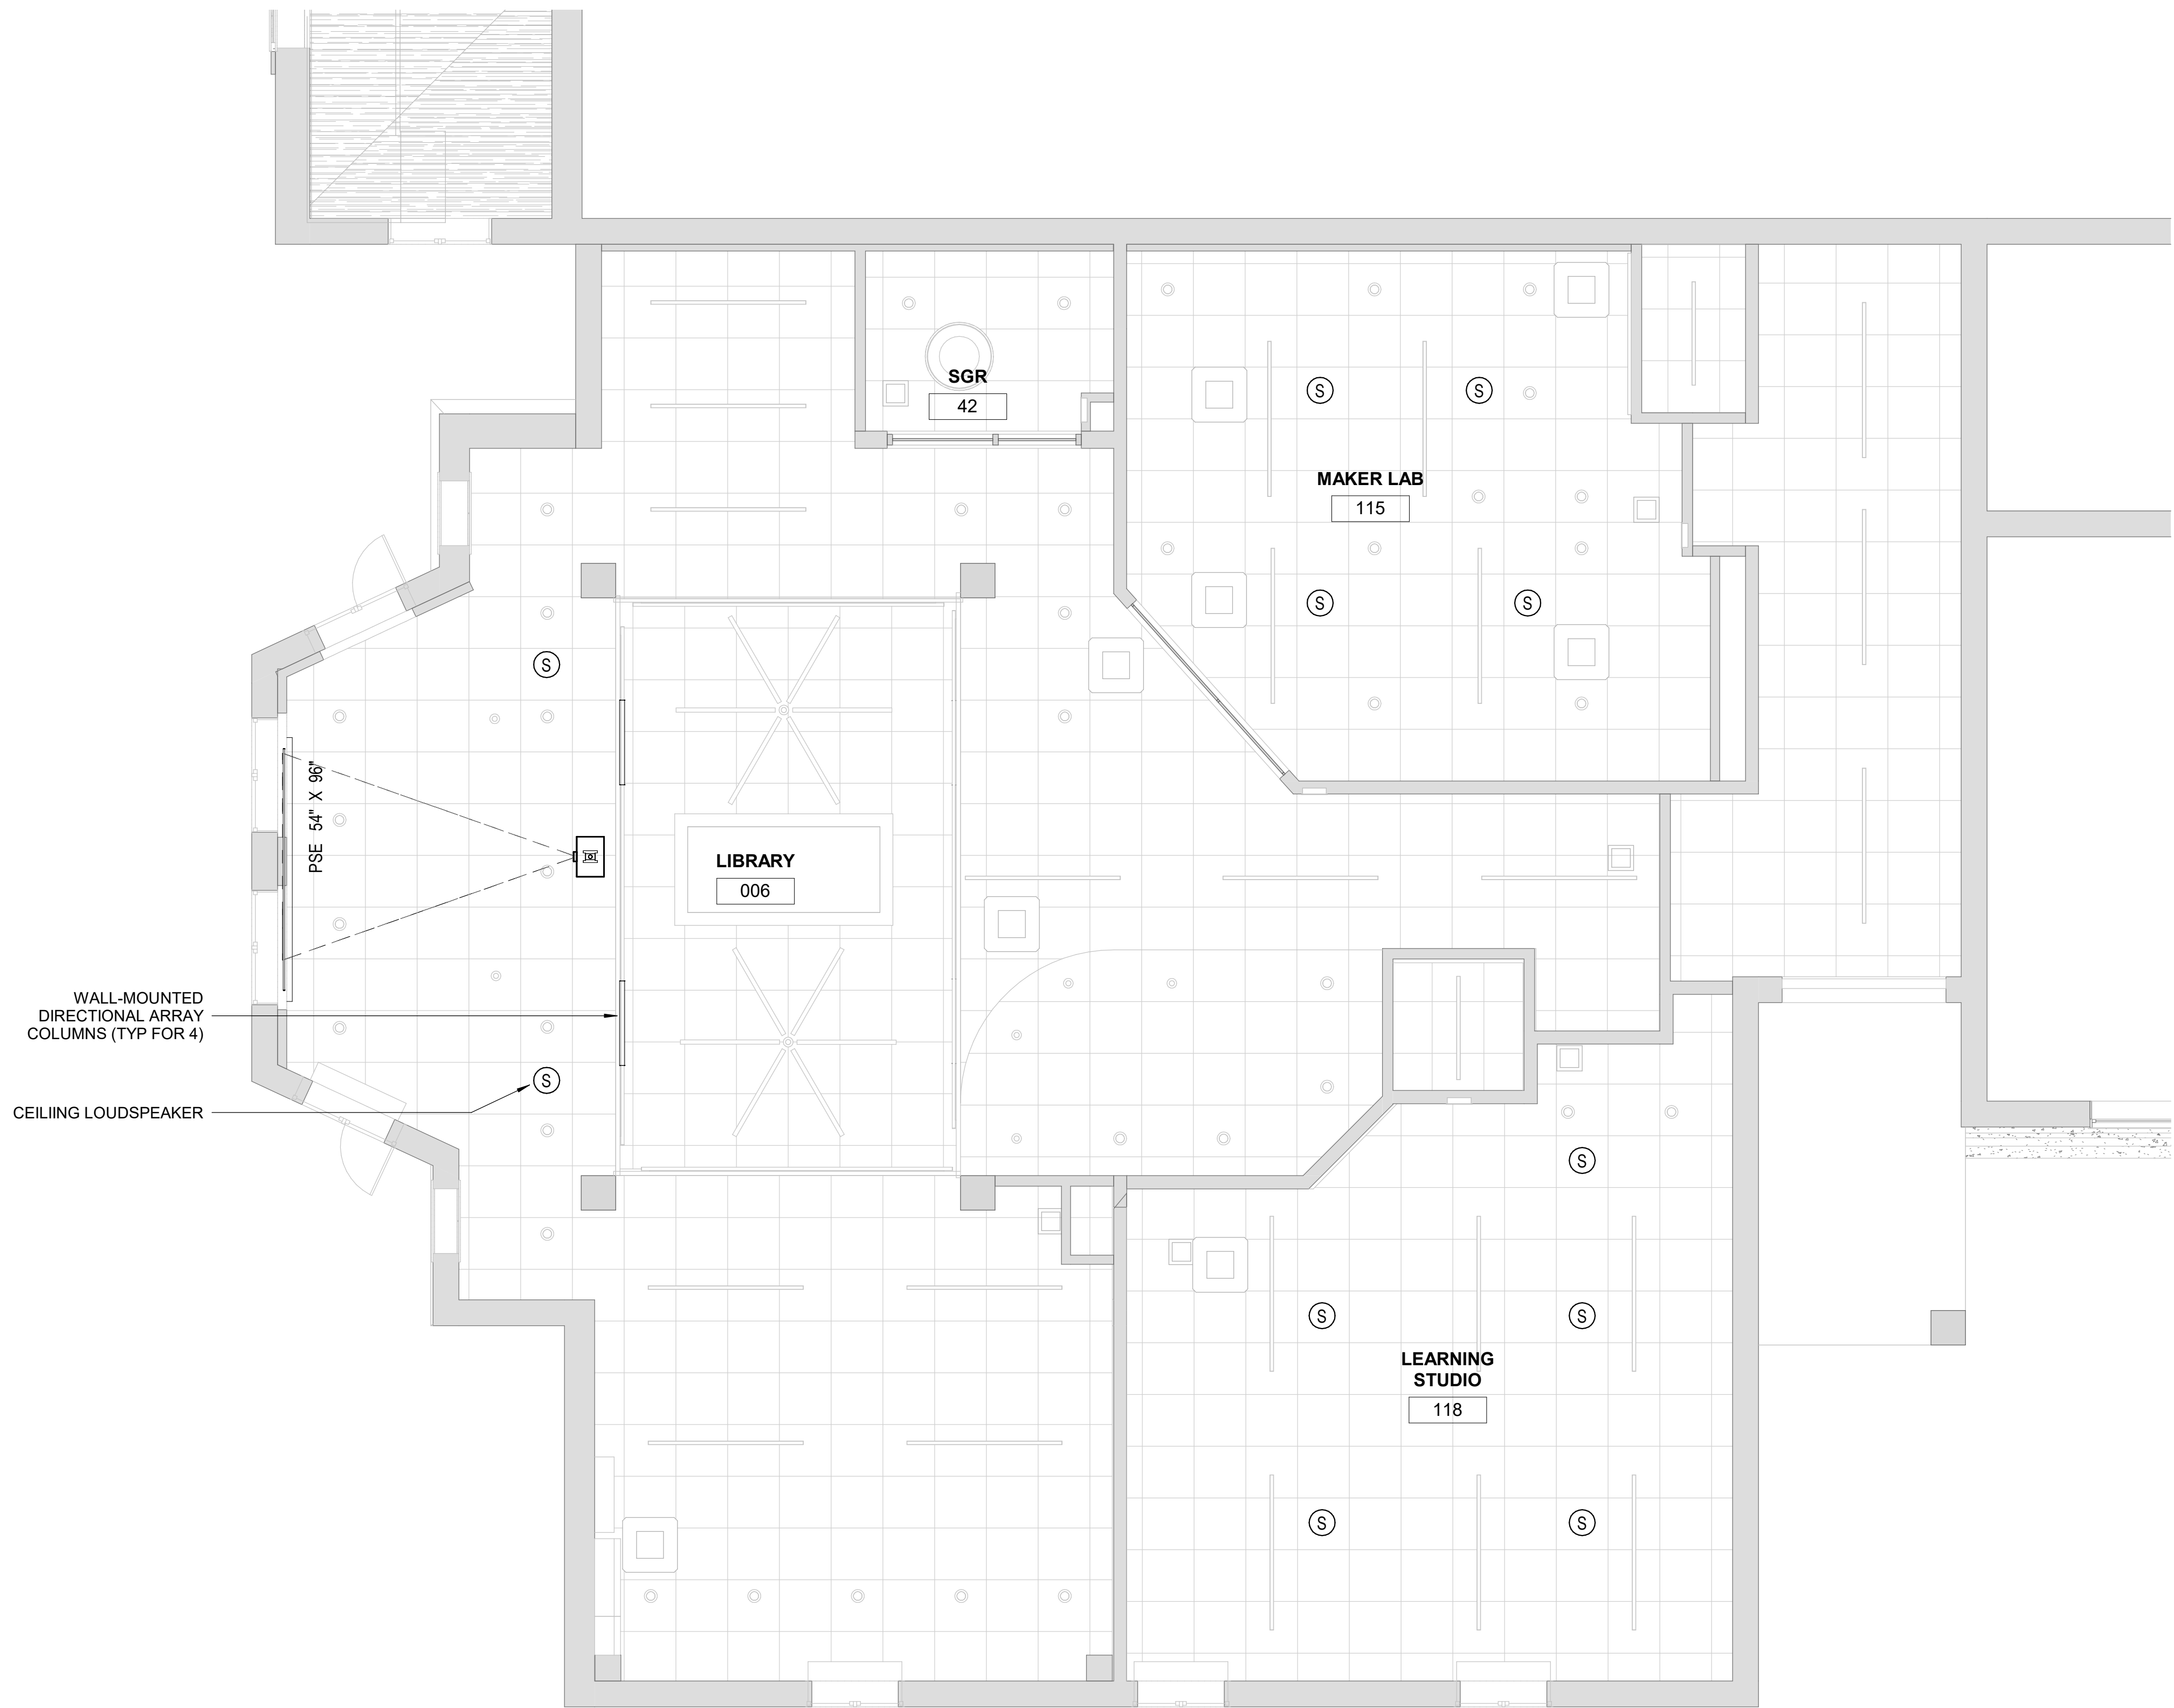 SGR
42
S
S
MAKER LAB
115
S
S
S
PSE 54" X 96"
LIBRARY
006
WALL-MOUNTED
DIRECTIONAL ARRAY
COLUMNS (TYP FOR 4)
S
CEILIING LOUDSPEAKER
S
S
S
LEARNING
STUDIO
118
S
S